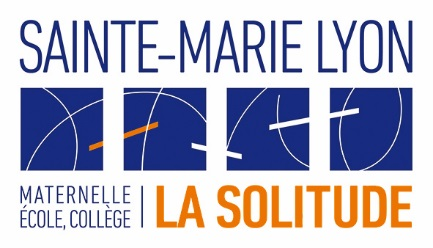 SAINTE-MARIE LYON
MATERNELLE
ÉCOLE, COLLÈGE
LA SOLITUDE